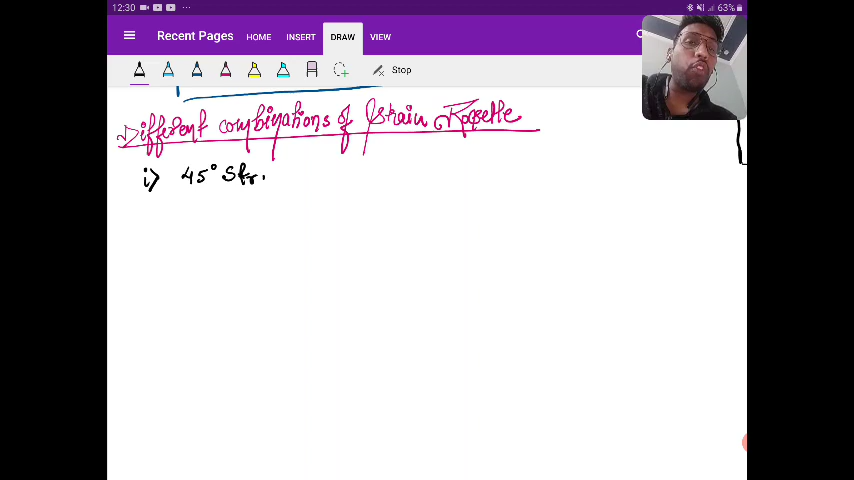 12:30
63%
Recent Pages HOME INSERT DRAW VIEW
Stop
Different combinations of Strain Rosette
i) 45° Str.